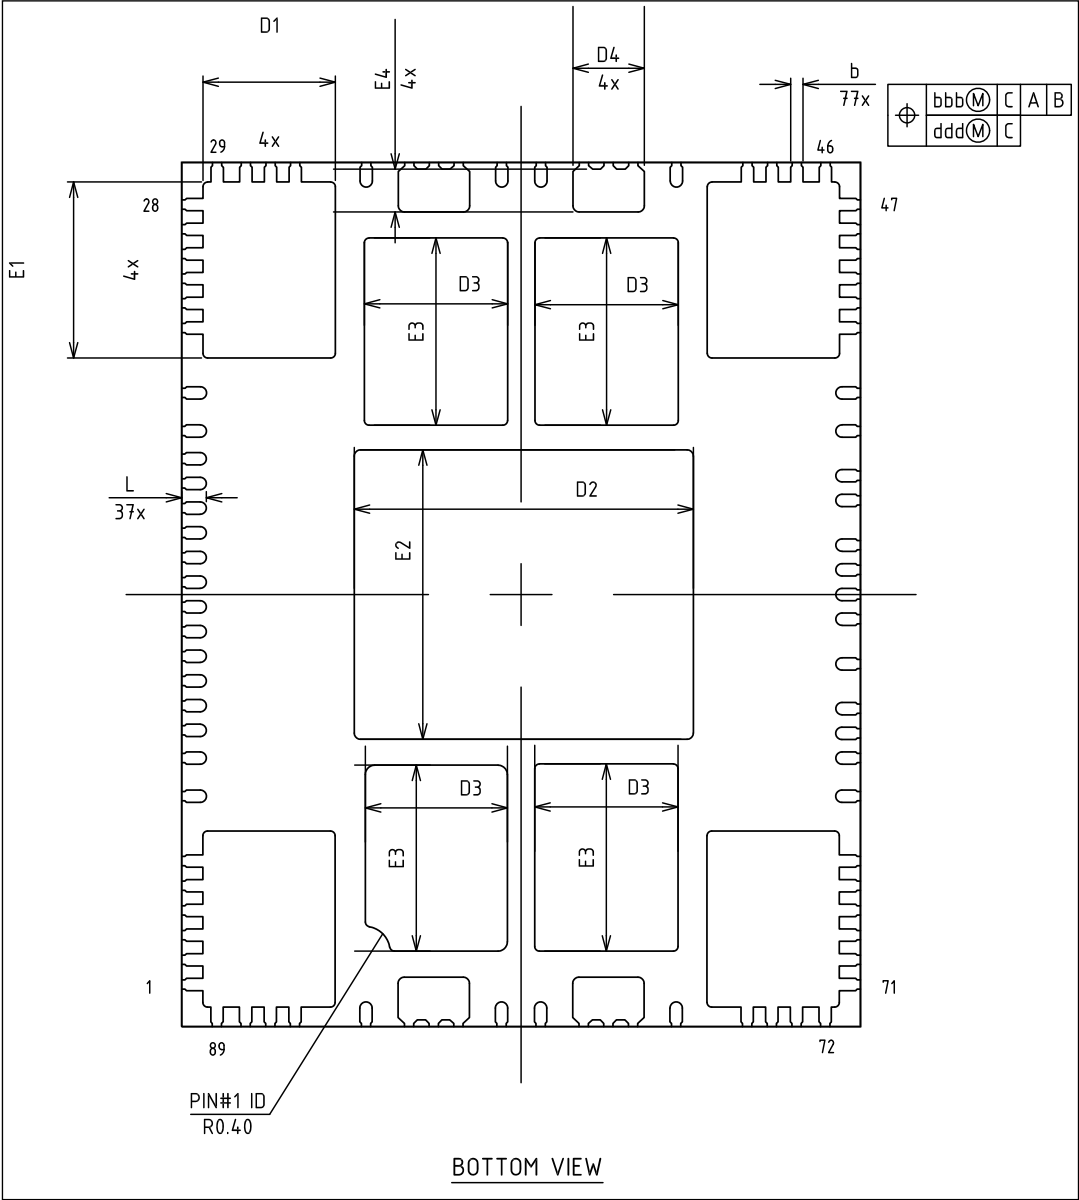 D1
E4
4x
D4
4x
b
77x
bbbⓂ C A B
dddⓂ C
29
4x
46
28
47
E1
4x
D3
D3
E3
E3
L
37x
D2
E2
D3
D3
E3
E3
1
71
89
72
PIN#1 ID
R0.40
BOTTOM VIEW